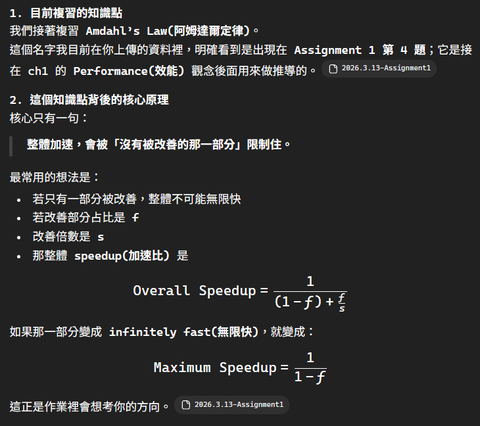 1. 目前複習的知識點
我們接著複習 Amdahl's Law(阿姆達爾定律)。
這個名字我目前在你上傳的資料裡，明確看到是出現在 Assignment 1 第 4 題；它是接
在 ch1 的 Performance(效能) 觀念後面用來做推導的。 2026.3.13-Assignment1
2. 這個知識點背後的核心原理
核心只有一句：
整體加速，會被「沒有被改善的那一部分」限制住。
最常用的想法是：
• 若只有一部分被改善，整體不可能無限快
• 若改善部分占比是 f
• 改善倍數是 s
• 那整體 speedup(加速比) 是
Overall Speedup = 1 / ((1 − f) + f/s)
如果那一部分變成 infinitely fast(無限快)，就變成：
Maximum Speedup = 1 / (1 − f)
這正是作業裡會想考你的方向。 2026.3.13-Assignment1